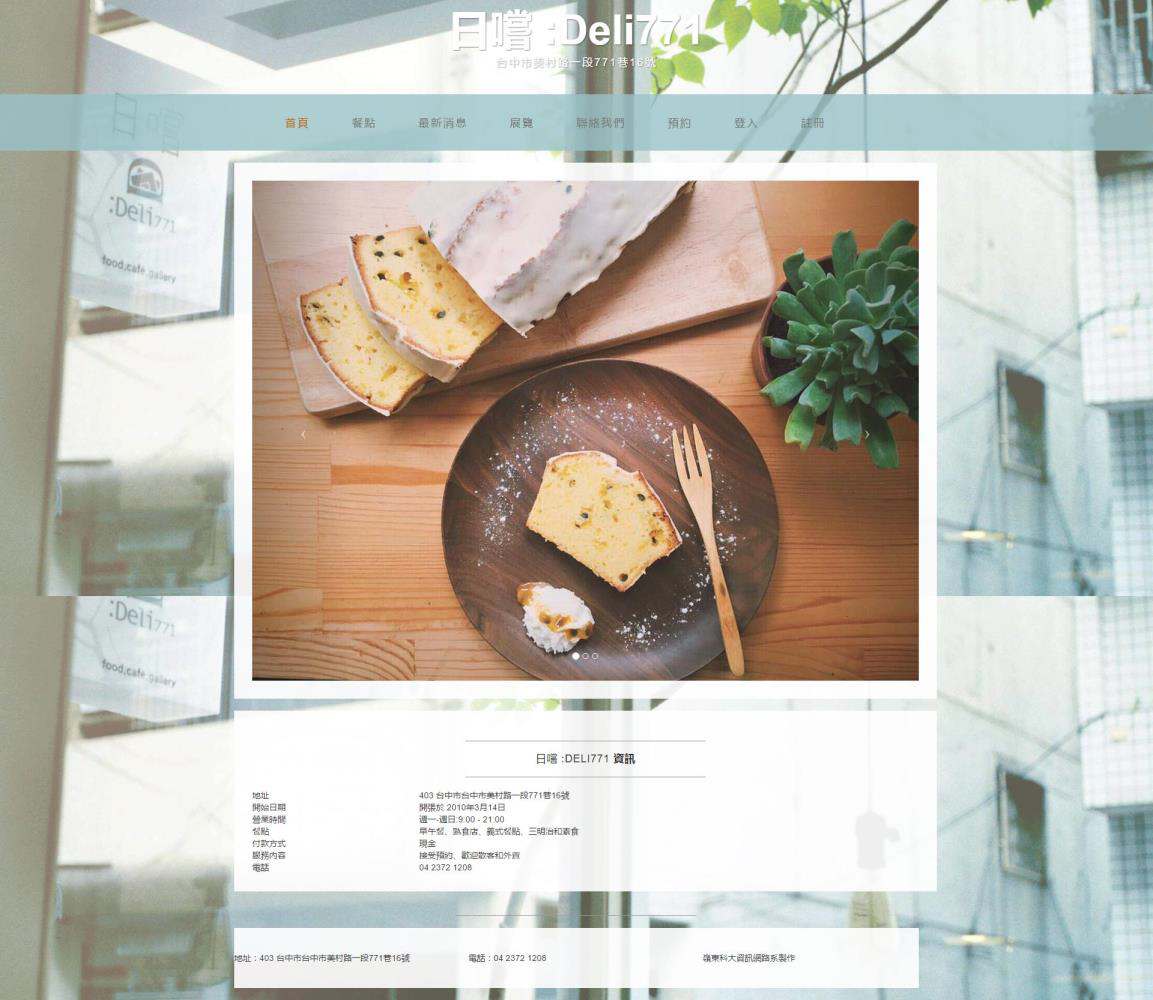 日嚐 :Deli771
台中市美村路一段771巷16號
首頁 餐點 最新消息 展覽 聯絡我們 預約 登入 註冊
日嚐
:Deli771
food.café.gallery
:Deli771
food.café.gallery
日嚐 :DELI771 資訊
地址 403 台中市台中市美村路一段771巷16號
開始日期 開張於 2010年3月14日
營業時間 週一-週日:9:00 - 21:00
餐點 早午餐、熟食店、義式餐點、三明治和素食
付款方式 現金
服務內容 接受預約、歡迎散客和外賣
電話 04 2372 1208
地址：403 台中市台中市美村路一段771巷16號 電話：04 2372 1208 嶺東科大資訊網路系製作